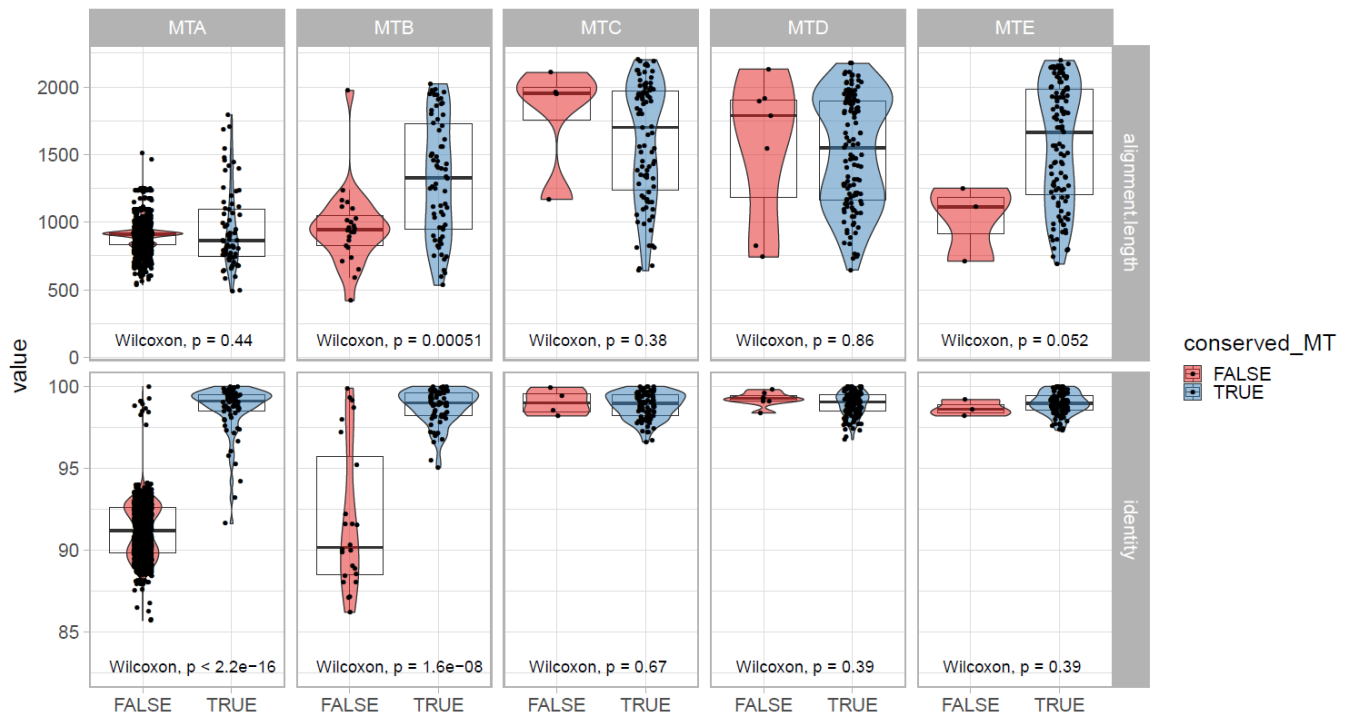 MTA MTB MTC MTD MTE
2000
1500
1000
500
0
Wilcoxon, p = 0.44 Wilcoxon, p = 0.00051 Wilcoxon, p = 0.38 Wilcoxon, p = 0.86 Wilcoxon, p = 0.052
alignment.length
value
conserved_MT
FALSE
TRUE
100
95
90
85
Wilcoxon, p < 2.2e−16 Wilcoxon, p = 1.6e−08 Wilcoxon, p = 0.67 Wilcoxon, p = 0.39 Wilcoxon, p = 0.39
identity
FALSE TRUE FALSE TRUE FALSE TRUE FALSE TRUE FALSE TRUE